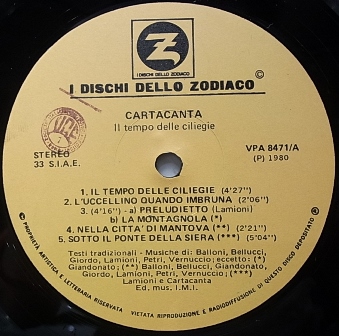 I DISCHI DELLO ZODIACO
I DISCHI DELLO ZODIACO ©
CARTACANTA
Il tempo delle ciliegie
STEREO
33 S.I.A.E.
VPA 8471/A
(P) 1980
1. IL TEMPO DELLE CILIEGIE (4'27")
2. L'UCCELLINO QUANDO IMBRUNA (2'06")
3. (4'16") - a) PRELUDIETTO (Lamioni)
b) LA MONTAGNOLA (*)
4. NELLA CITTA' DI MANTOVA (**) (2'21")
5. SOTTO IL PONTE DELLA SIERA (***) (5'04")
Testi tradizionali - Musiche di: Balloni, Bellucci,
Giordo, Lamioni, Petri, Vernuccio; eccetto: (*)
Giandonato; (**) Balloni, Bellucci, Giandonato,
Giordo, Lamioni, Petri, Vernuccio; (***)
Lamioni e Cartacanta
Ed. mus. I.M.I.
© PROPRIETÀ ARTISTICA E LETTERARIA RISERVATA
VIETATA RIPRODUZIONE E RADIODIFFUSIONE DI QUESTO DISCO DEPOSITATO